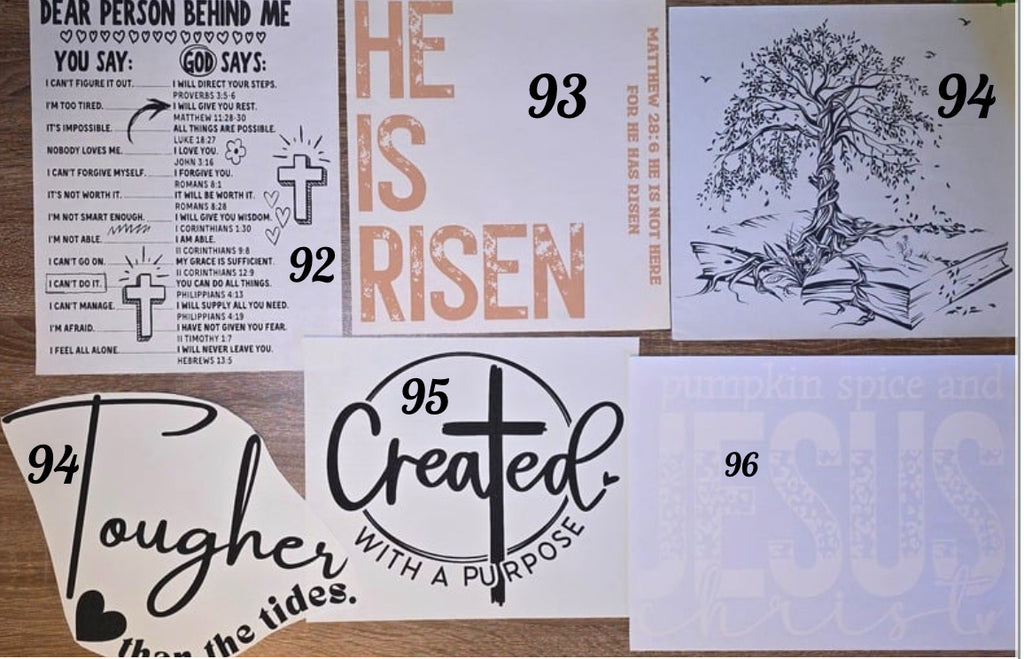 DEAR PERSON BEHIND ME
YOU SAY: GOD SAYS:
I CAN'T FIGURE IT OUT. I WILL DIRECT YOUR STEPS.
PROVERBS 3:5-6
I'M TOO TIRED. I WILL GIVE YOU REST.
MATTHEW 11:28-30
IT'S IMPOSSIBLE. ALL THINGS ARE POSSIBLE.
LUKE 18:27
NOBODY LOVES ME. I LOVE YOU.
JOHN 3:16
I CAN'T FORGIVE MYSELF. I FORGIVE YOU.
ROMANS 8:1
IT'S NOT WORTH IT. IT WILL BE WORTH IT.
ROMANS 8:28
I'M NOT SMART ENOUGH. I WILL GIVE YOU WISDOM.
I CORINTHIANS 1:30
I'M NOT ABLE. I AM ABLE.
II CORINTHIANS 9:8
I CAN'T GO ON. MY GRACE IS SUFFICIENT.
II CORINTHIANS 12:9
I CAN'T DO IT. YOU CAN DO ALL THINGS.
PHILIPPIANS 4:13
I CAN'T MANAGE. I WILL SUPPLY ALL YOU NEED.
PHILIPPIANS 4:19
I'M AFRAID. I HAVE NOT GIVEN YOU FEAR.
II TIMOTHY 1:7
I FEEL ALL ALONE. I WILL NEVER LEAVE YOU.
HEBREWS 13:5
92
HE
IS
RISEN
MATTHEW 28:6 HE IS NOT HERE
FOR HE HAS RISEN
93
94
94
Tougher
than the tides.
95
Created
WITH A PURPOSE
96
pumpkin spice and
JESUS
christ